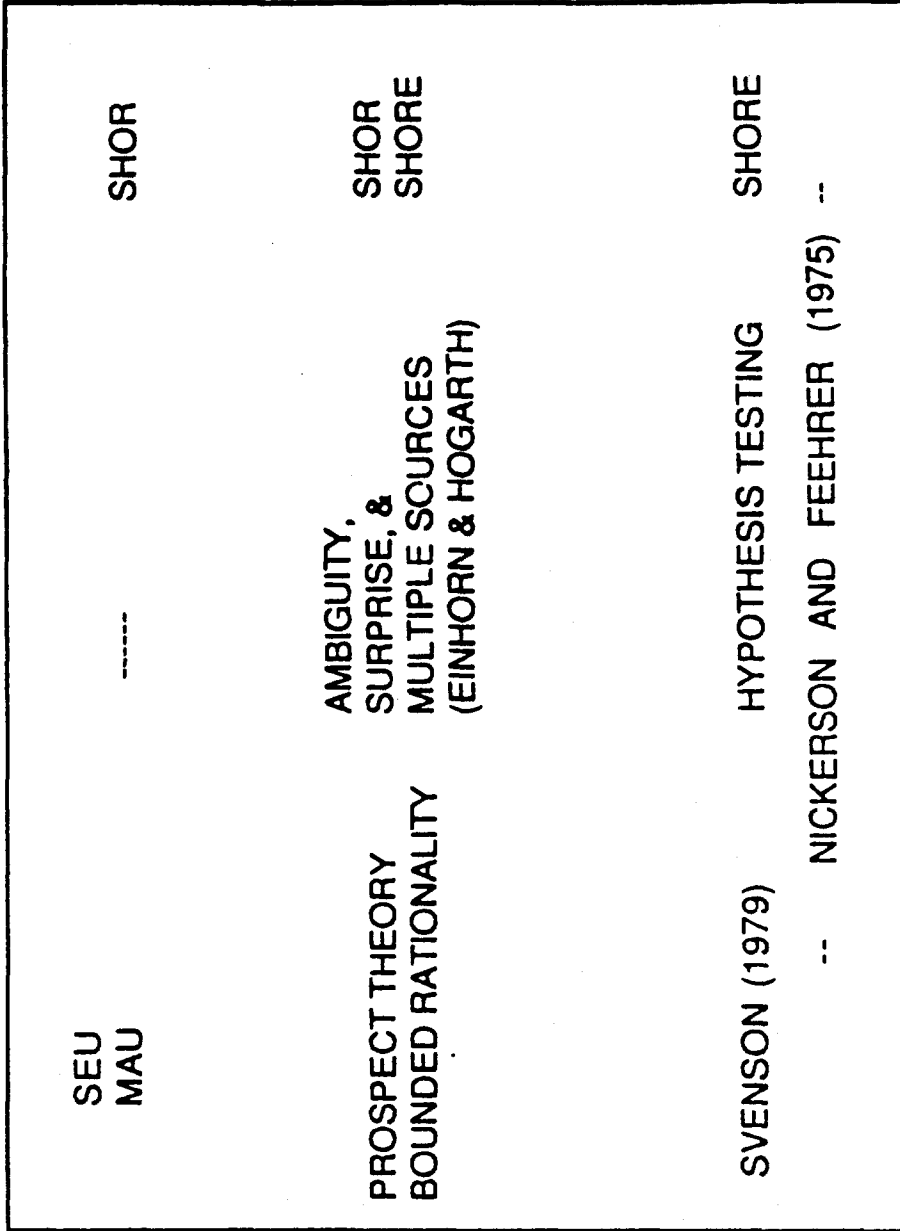 SEU
MAU ------ SHOR
PROSPECT THEORY
BOUNDED RATIONALITY
AMBIGUITY,
SURPRISE, &
MULTIPLE SOURCES
(EINHORN & HOGARTH)
SHOR
SHORE
SVENSON (1979) HYPOTHESIS TESTING SHORE
-- NICKERSON AND FEEHRER (1975) --